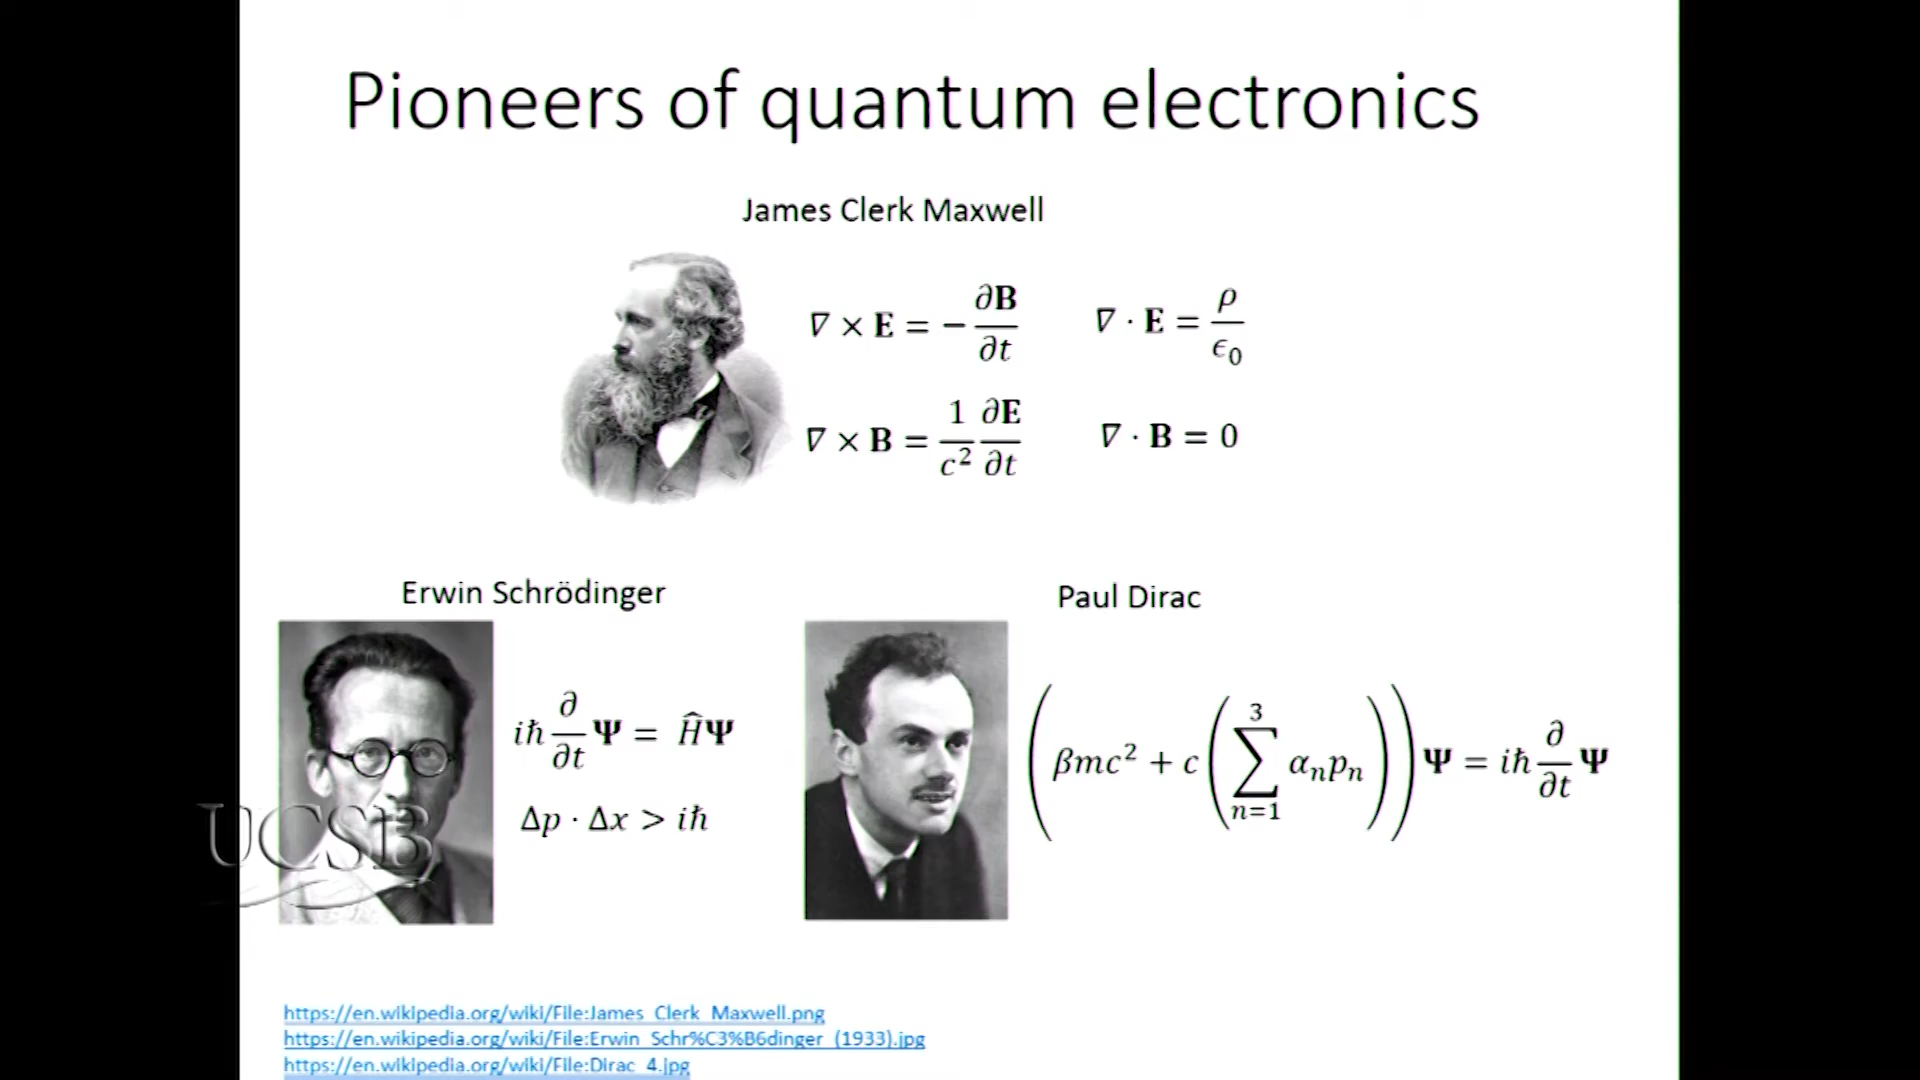 Pioneers of quantum electronics
James Clerk Maxwell
∇ × E = − ∂B/∂t
∇ · E = ρ/ϵ₀
∇ × B = 1/c² ∂E/∂t
∇ · B = 0
Erwin Schrödinger
iħ ∂/∂t Ψ = ĤΨ
Δp · Δx > iħ
Paul Dirac
(βmc² + c(∑ₙ₌₁³ αₙpₙ))Ψ = iħ ∂/∂t Ψ
UCSB
https://en.wikipedia.org/wiki/File:James_Clerk_Maxwell.png
https://en.wikipedia.org/wiki/File:Erwin_Schr%C3%B6dinger_(1933).jpg
https://en.wikipedia.org/wiki/File:Dirac_4.jpg